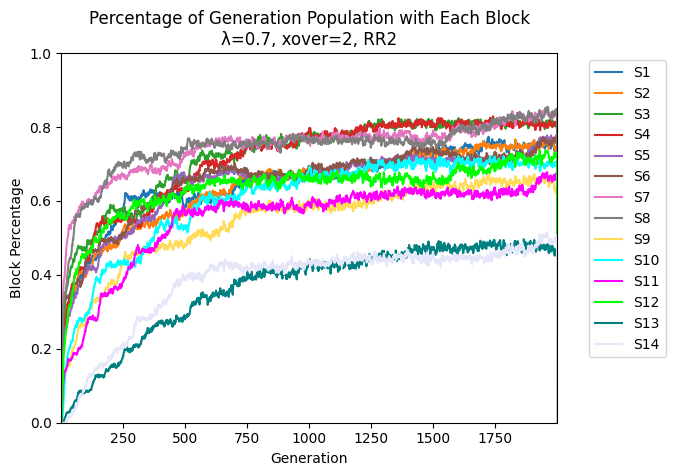 Percentage of Generation Population with Each Block
λ=0.7, xover=2, RR2
1.0
0.8
0.6
0.4
0.2
0.0
Block Percentage
250 500 750 1000 1250 1500 1750
Generation
S1
S2
S3
S4
S5
S6
S7
S8
S9
S10
S11
S12
S13
S14